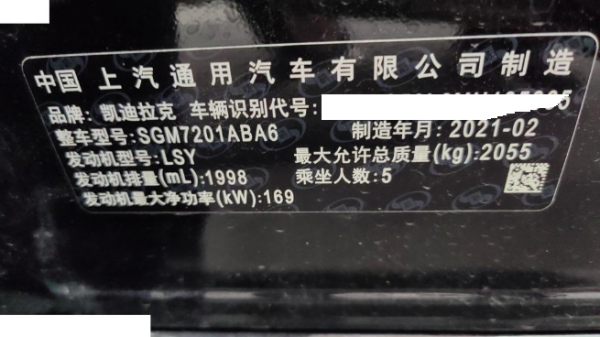 中国 上汽通用汽车有限公司制造
品牌: 凯迪拉克 车辆识别代号:
整车型号:SGM7201ABA6 制造年月: 2021-02
发动机型号:LSY 最大允许总质量(kg):2055
发动机排量(mL):1998 乘坐人数:5
发动机最大净功率(kW):169